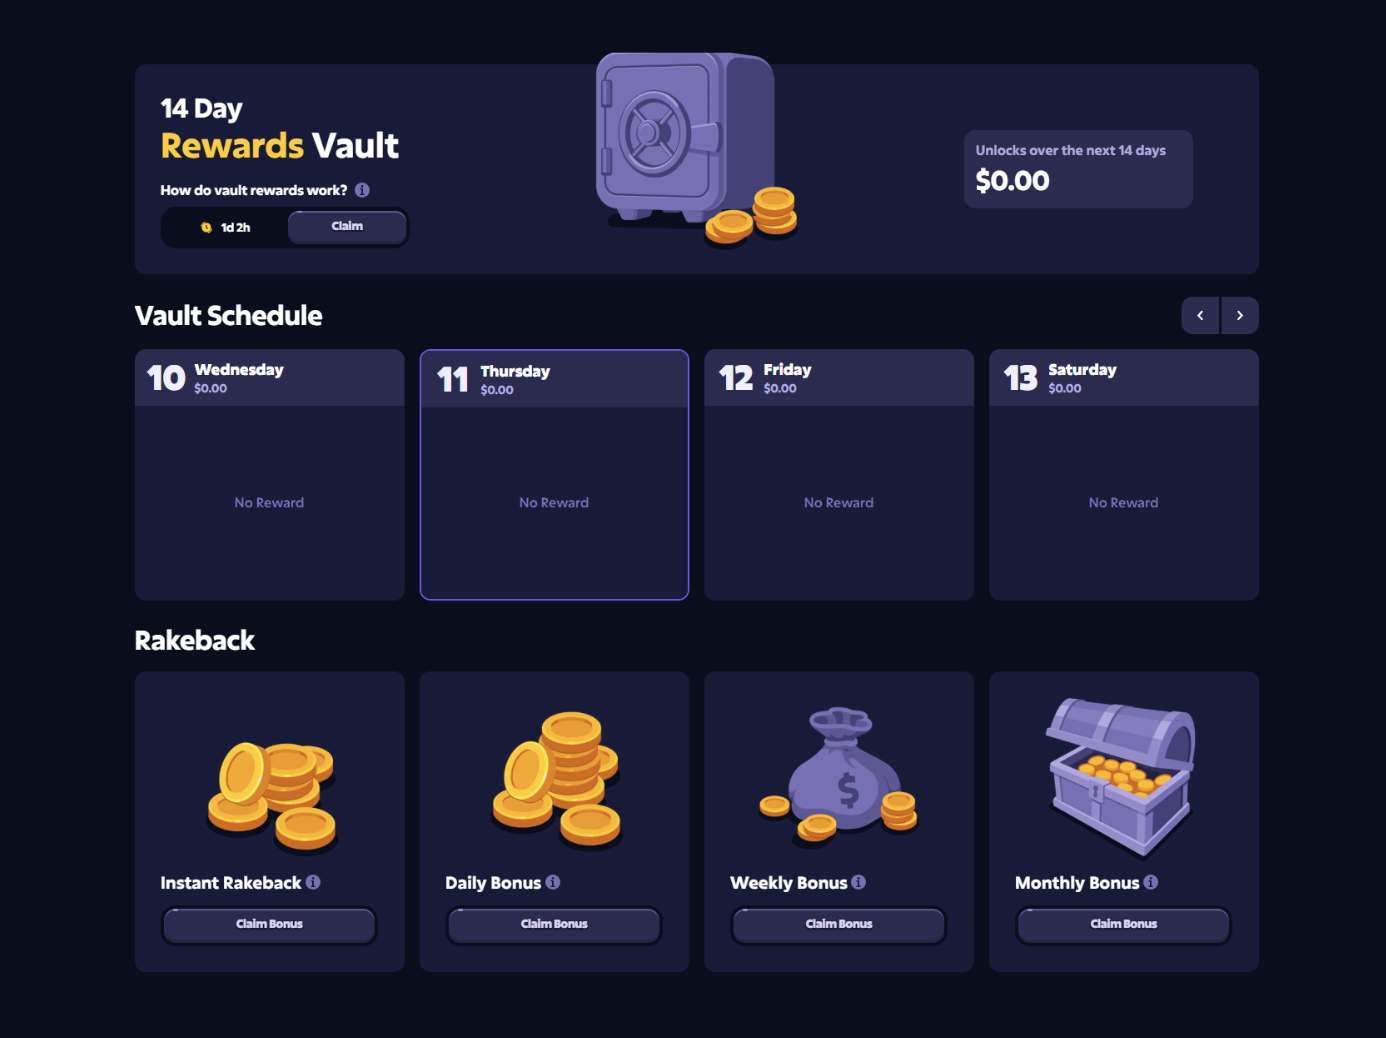 14 Day
Rewards Vault
How do vault rewards work?
1d 2h
Claim
Unlocks over the next 14 days
$0.00
Vault Schedule
10 Wednesday
$0.00
No Reward
11 Thursday
$0.00
No Reward
12 Friday
$0.00
No Reward
13 Saturday
$0.00
No Reward
Rakeback
Instant Rakeback
Claim Bonus
Daily Bonus
Claim Bonus
$
Weekly Bonus
Claim Bonus
Monthly Bonus
Claim Bonus